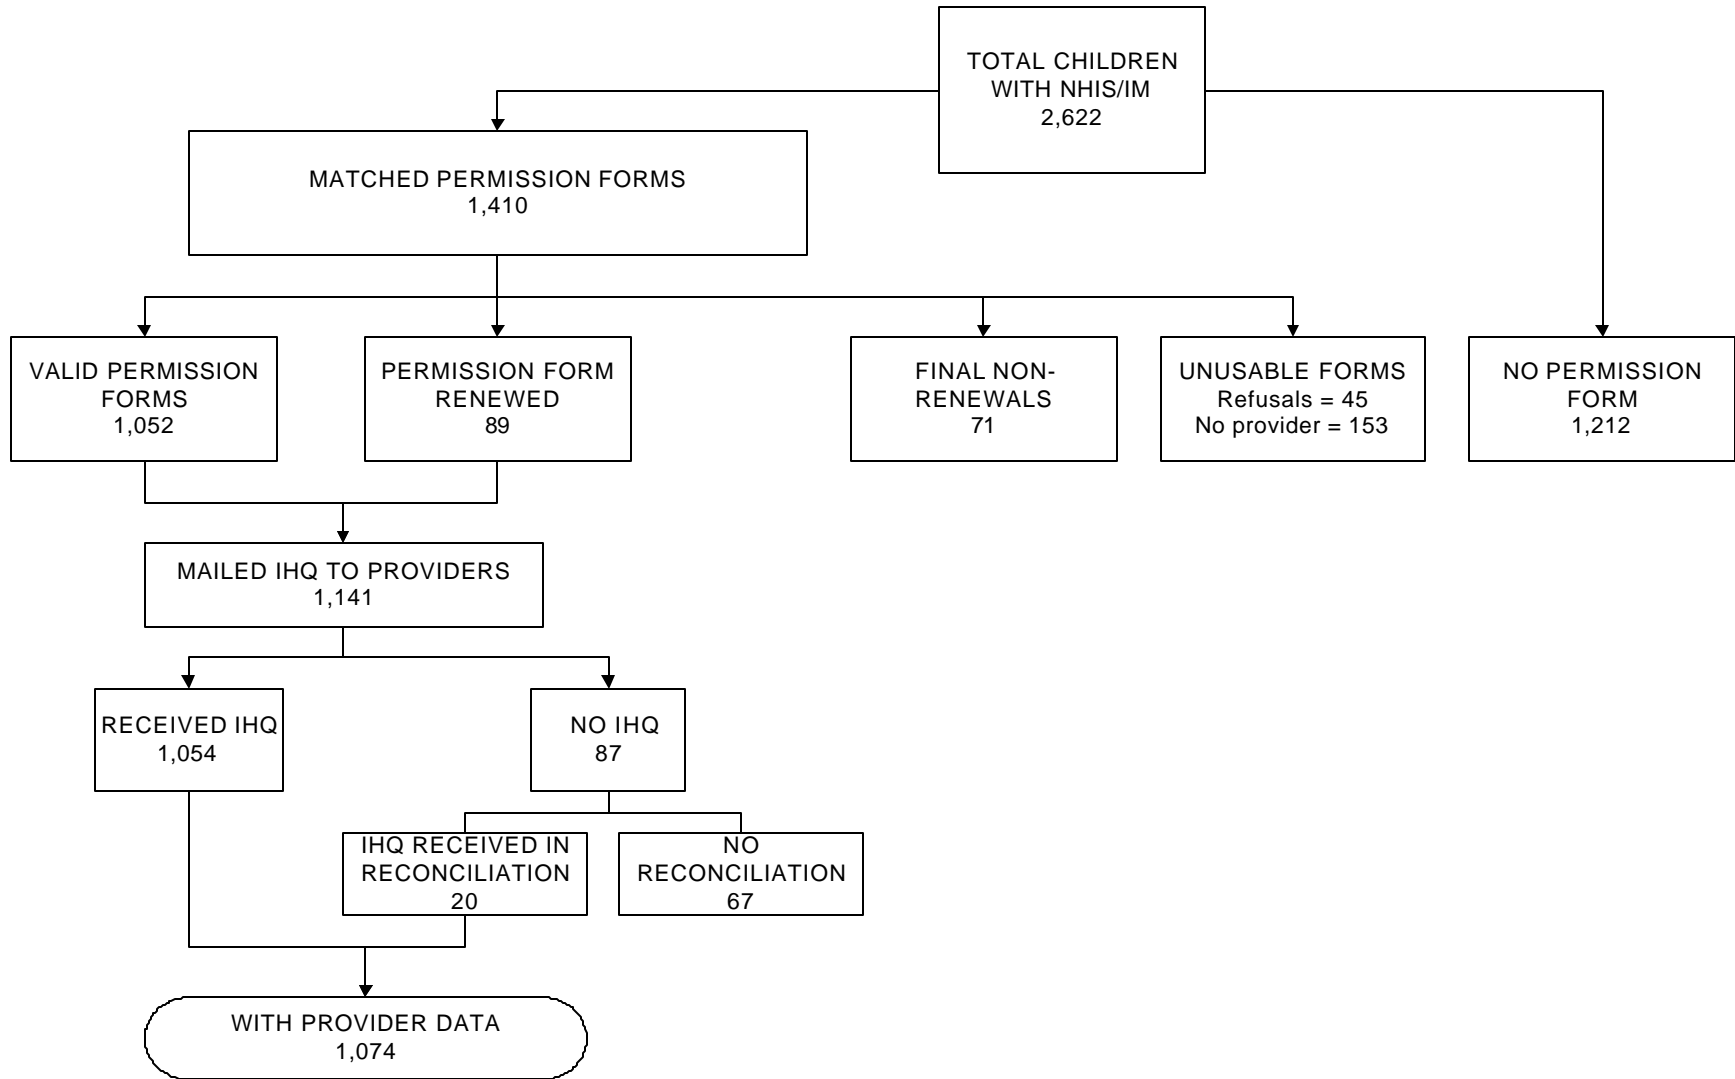 TOTAL CHILDREN
WITH NHIS/IM
2,622
MATCHED PERMISSION FORMS
1,410
VALID PERMISSION
FORMS
1,052
PERMISSION FORM
RENEWED
89
FINAL NON-
RENEWALS
71
UNUSABLE FORMS
Refusals = 45
No provider = 153
NO PERMISSION
FORM
1,212
MAILED IHQ TO PROVIDERS
1,141
RECEIVED IHQ
1,054
NO IHQ
87
IHQ RECEIVED IN
RECONCILIATION
20
NO
RECONCILIATION
67
WITH PROVIDER DATA
1,074